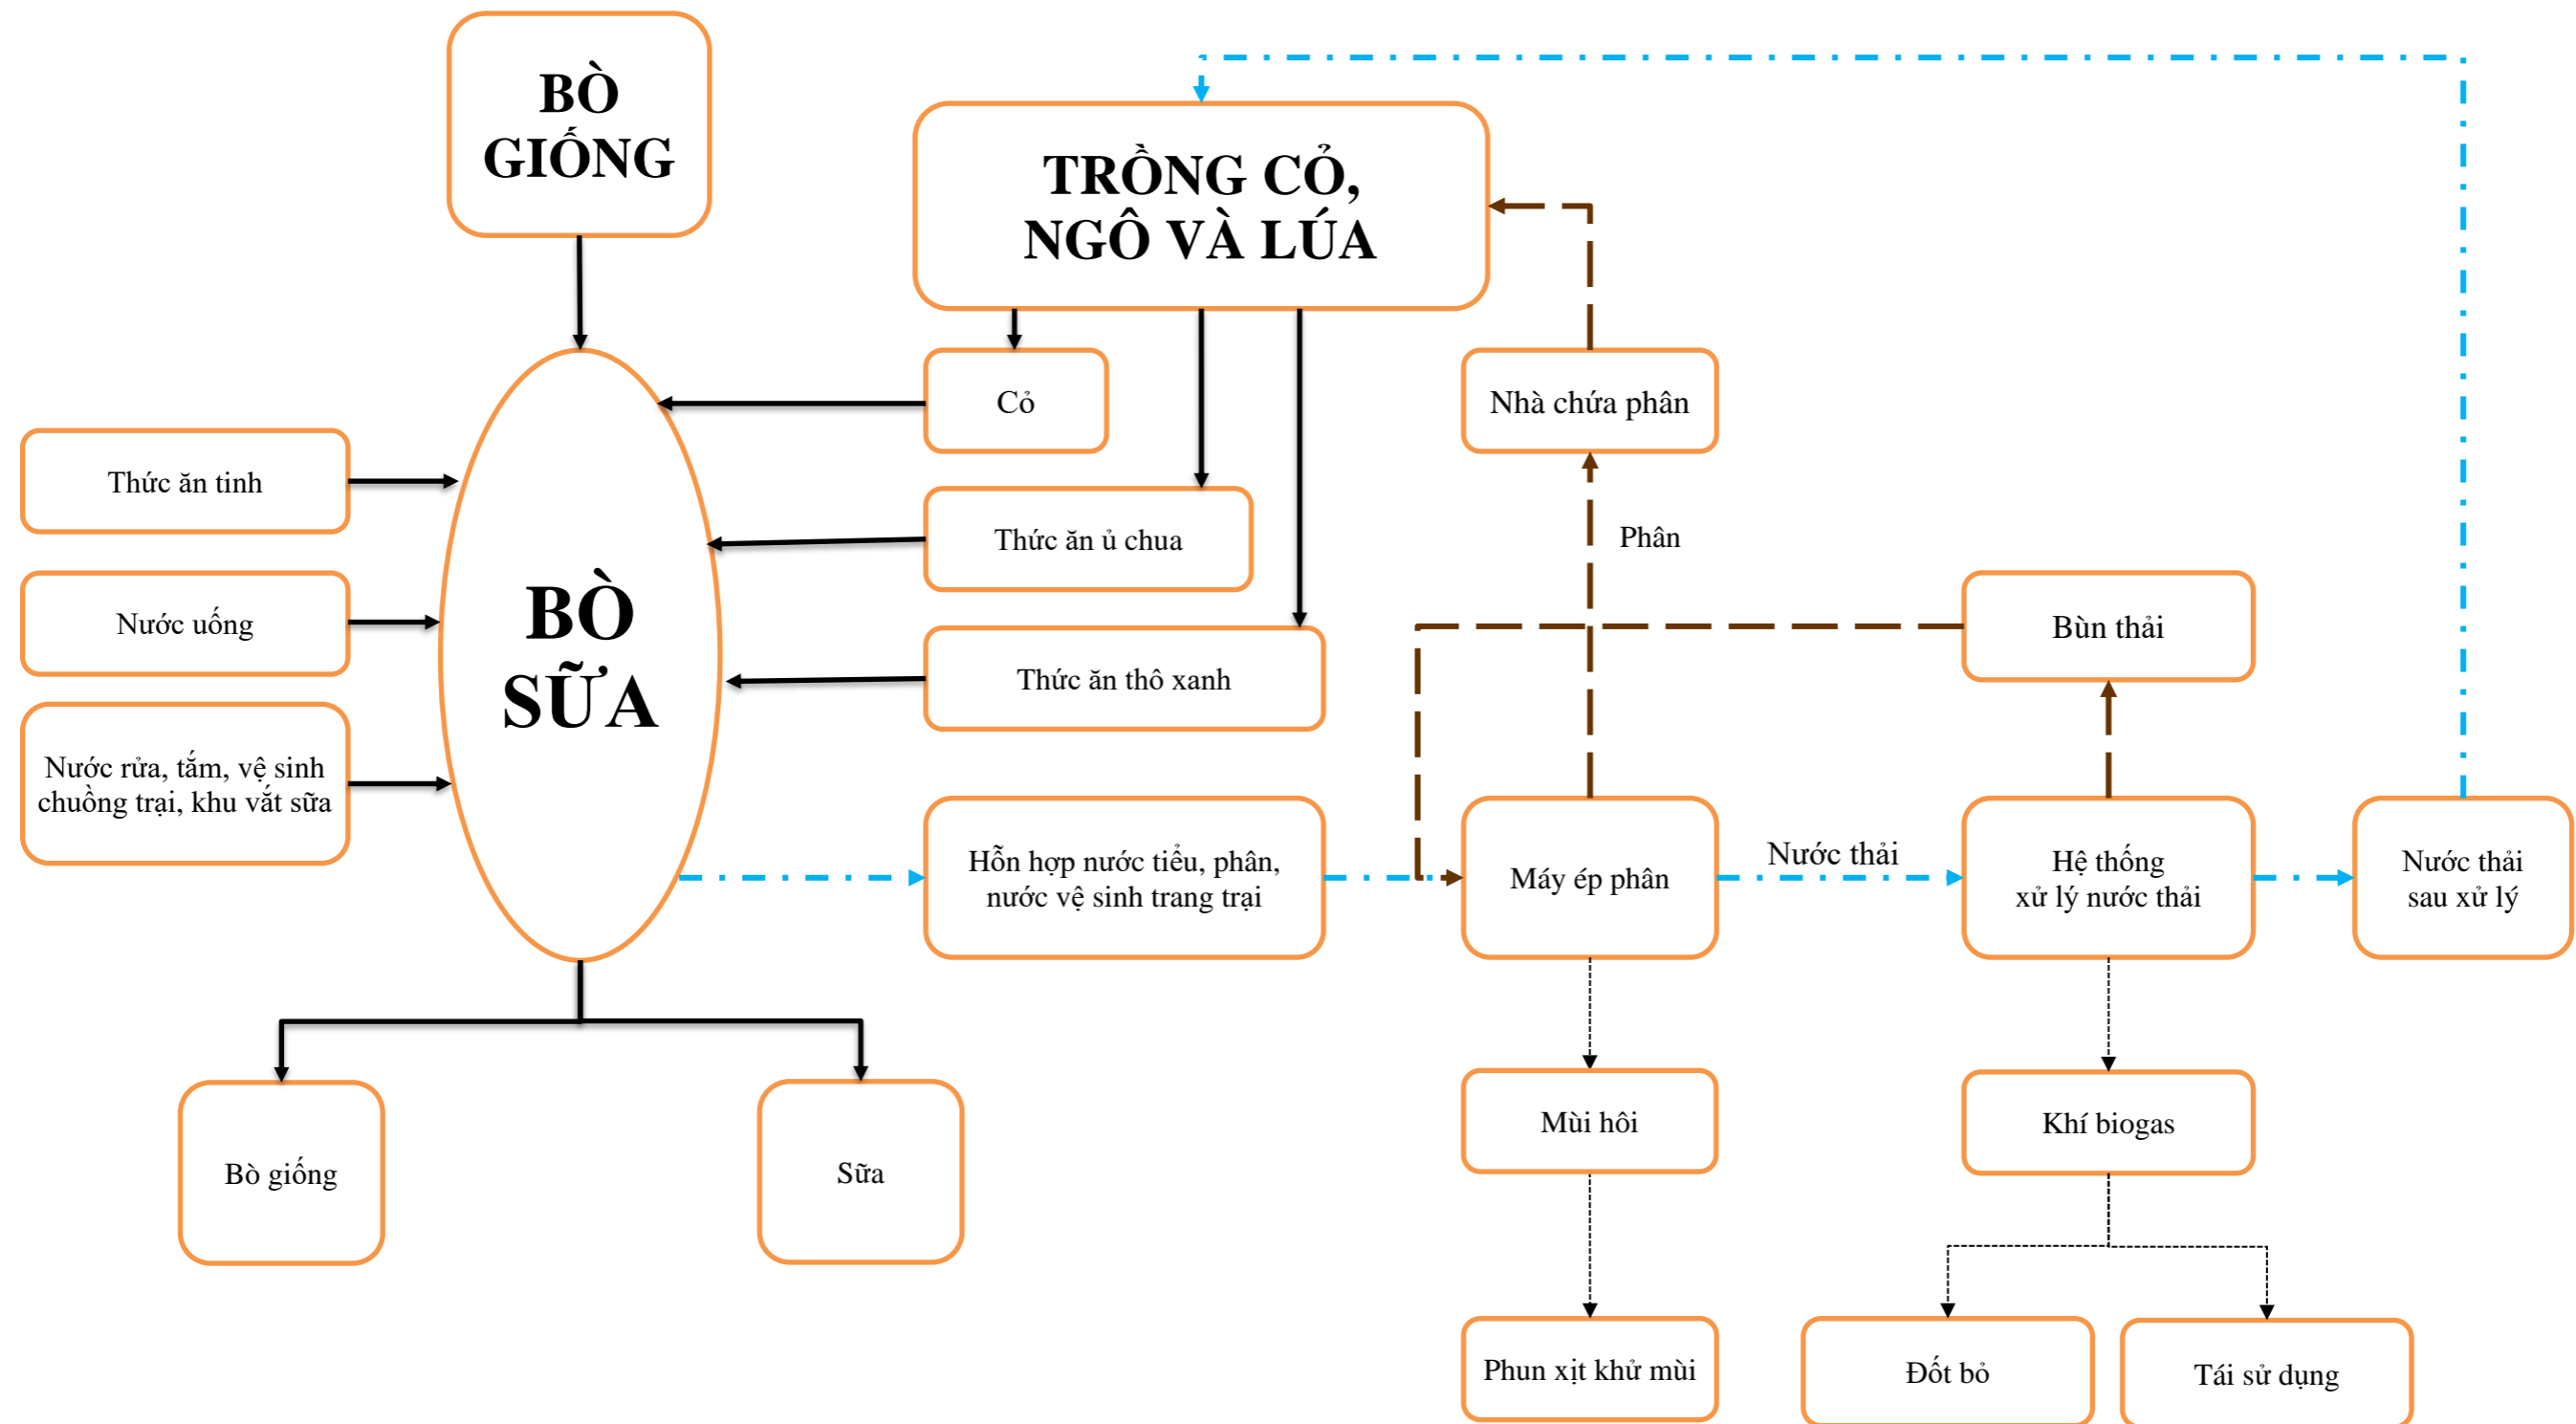 BÒ
GIỐNG
TRỒNG CỎ,
NGÔ VÀ LÚA
Cỏ
Nhà chứa phân
Thức ăn tinh
Thức ăn ủ chua
Phân
Nước uống
BÒ
SỮA
Bùn thải
Thức ăn thô xanh
Nước rửa, tắm, vệ sinh
chuồng trại, khu vắt sữa
Hỗn hợp nước tiểu, phân,
nước vệ sinh trang trại
Máy ép phân
Nước thải
Hệ thống
xử lý nước thải
Nước thải
sau xử lý
Mùi hôi
Khí biogas
Bò giống
Sữa
Phun xịt khử mùi
Đốt bỏ
Tái sử dụng